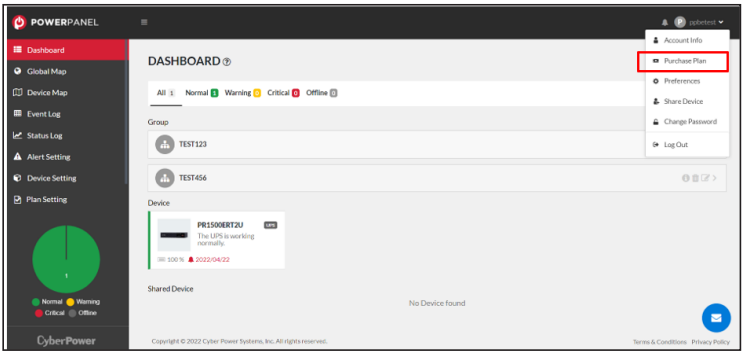 POWERPANEL
P ppbetest
Dashboard
Global Map
Device Map
Event Log
Status Log
Alert Setting
Device Setting
Plan Setting
1
Normal Warning
Critical Offline
CyberPower
Account Info
Purchase Plan
Preferences
Share Device
Change Password
Log Out
DASHBOARD
All 1 Normal 1 Warning 0 Critical 0 Offline 0
Group
TEST123
TEST456
Device
PR1500ERT2U UPS
The UPS is working
normally.
100 % 2022/04/22
Shared Device
No Device found
Copyright © 2022 Cyber Power Systems, Inc. All rights reserved.
Terms & Conditions Privacy Policy